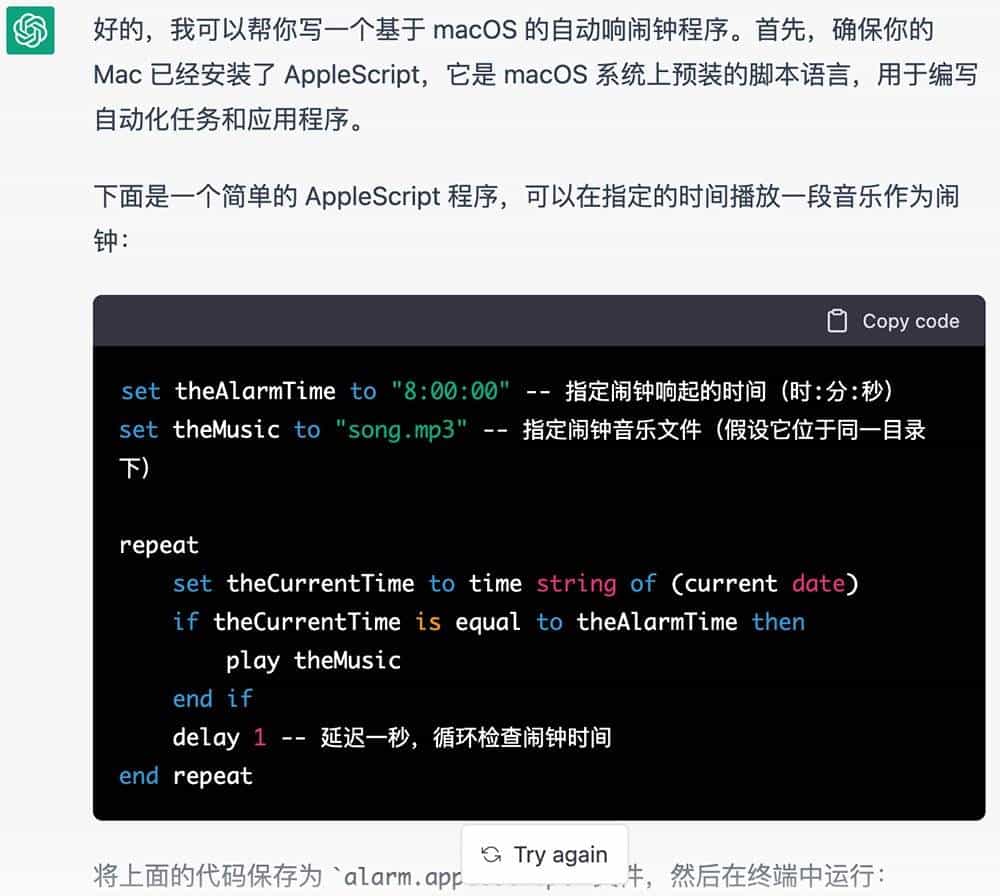 好的，我可以帮你写一个基于 macOS 的自动响闹钟程序。首先，确保你的
Mac 已经安装了 AppleScript，它是 macOS 系统上预装的脚本语言，用于编写
自动化任务和应用程序。
下面是一个简单的 AppleScript 程序，可以在指定的时间播放一段音乐作为闹
钟：
Copy code
set theAlarmTime to "8:00:00" -- 指定闹钟响起的时间（时:分:秒）
set theMusic to "song.mp3" -- 指定闹钟音乐文件（假设它位于同一目录
下）
repeat
    set theCurrentTime to time string of (current date)
    if theCurrentTime is equal to theAlarmTime then
        play theMusic
    end if
    delay 1 -- 延迟一秒，循环检查闹钟时间
end repeat
Try again
将上面的代码保存为 `alarm.app 件，然后在终端中运行：